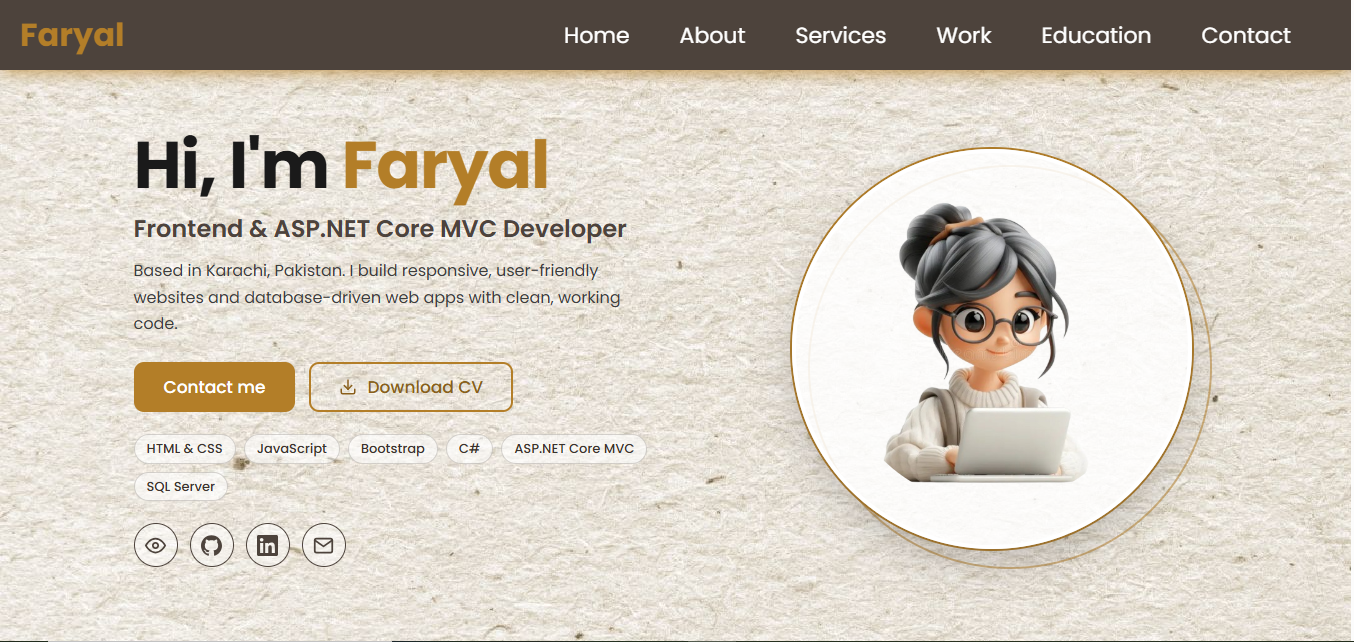 Faryal
Home About Services Work Education Contact
Hi, I'm Faryal
Frontend & ASP.NET Core MVC Developer
Based in Karachi, Pakistan. I build responsive, user-friendly
websites and database-driven web apps with clean, working
code.
Contact me Download CV
HTML & CSS JavaScript Bootstrap C# ASP.NET Core MVC
SQL Server
in